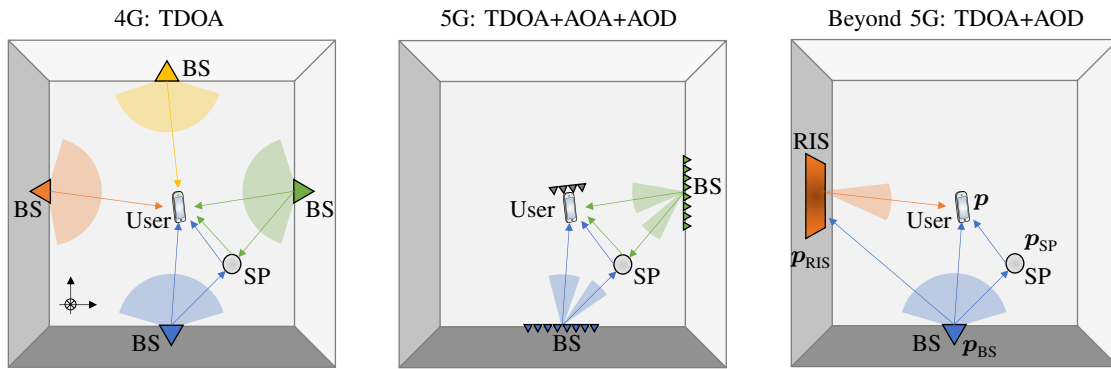 4G: TDOA
BS
BS
User
BS
SP
BS
5G: TDOA+AOA+AOD
BS
User
SP
BS
Beyond 5G: TDOA+AOD
RIS
p
User
p_SP
p_RIS
SP
BS
p_BS